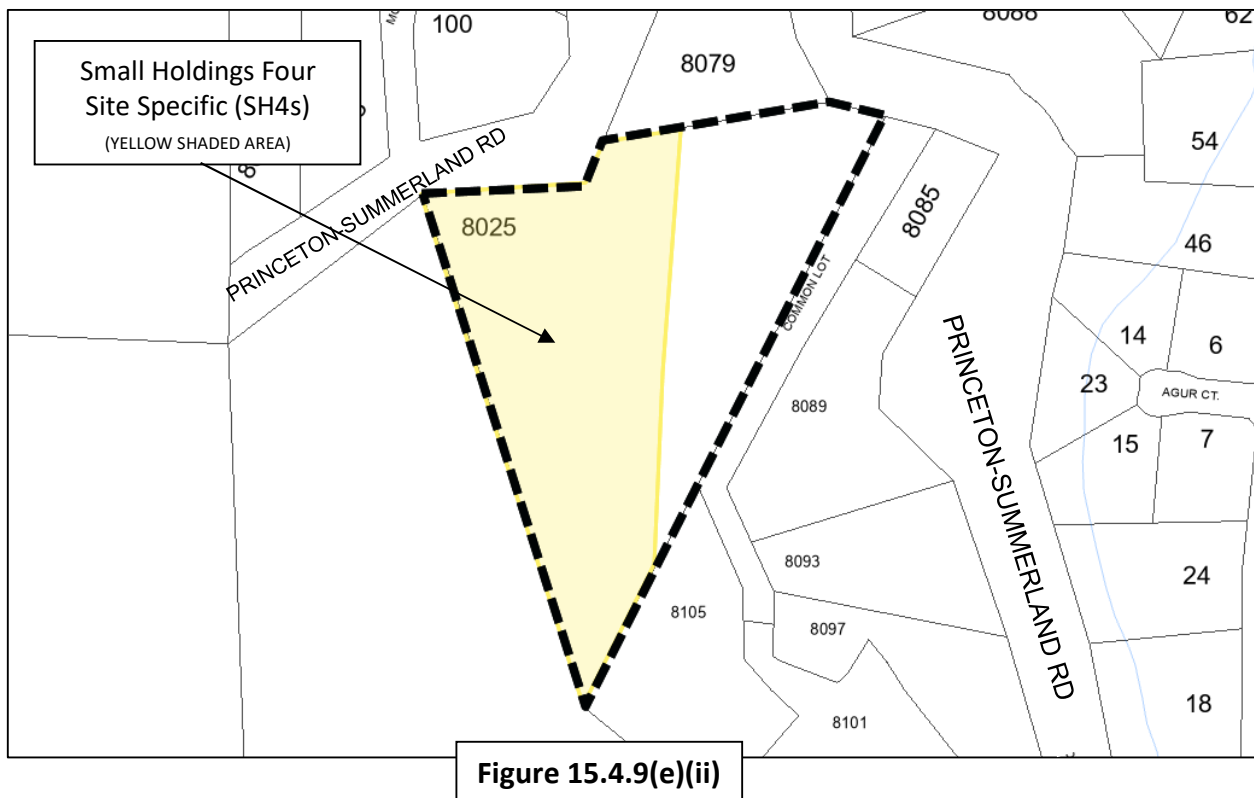 100
8088
62
8079
Small Holdings Four
Site Specific (SH4s)
(YELLOW SHADED AREA)
54
PRINCETON-SUMMERLAND RD
8025
8085
46
COMMON LOT
14
6
23
AGUR CT.
8089
PRINCETON-SUMMERLAND RD
15
7
8093
24
8105
8097
18
8101
Figure 15.4.9(e)(ii)